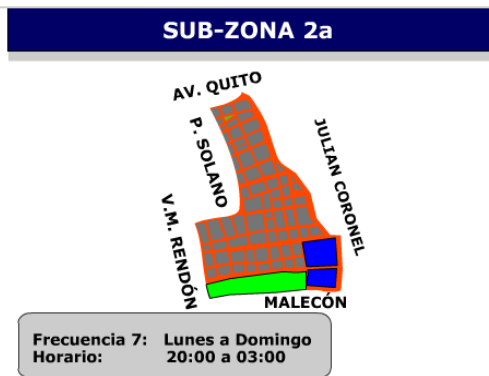 SUB-ZONA 2a
AV. QUITO
P. SOLANO
JULIAN CORONEL
V.M. RENDÓN
MALECÓN
Frecuencia 7: Lunes a Domingo
Horario: 20:00 a 03:00